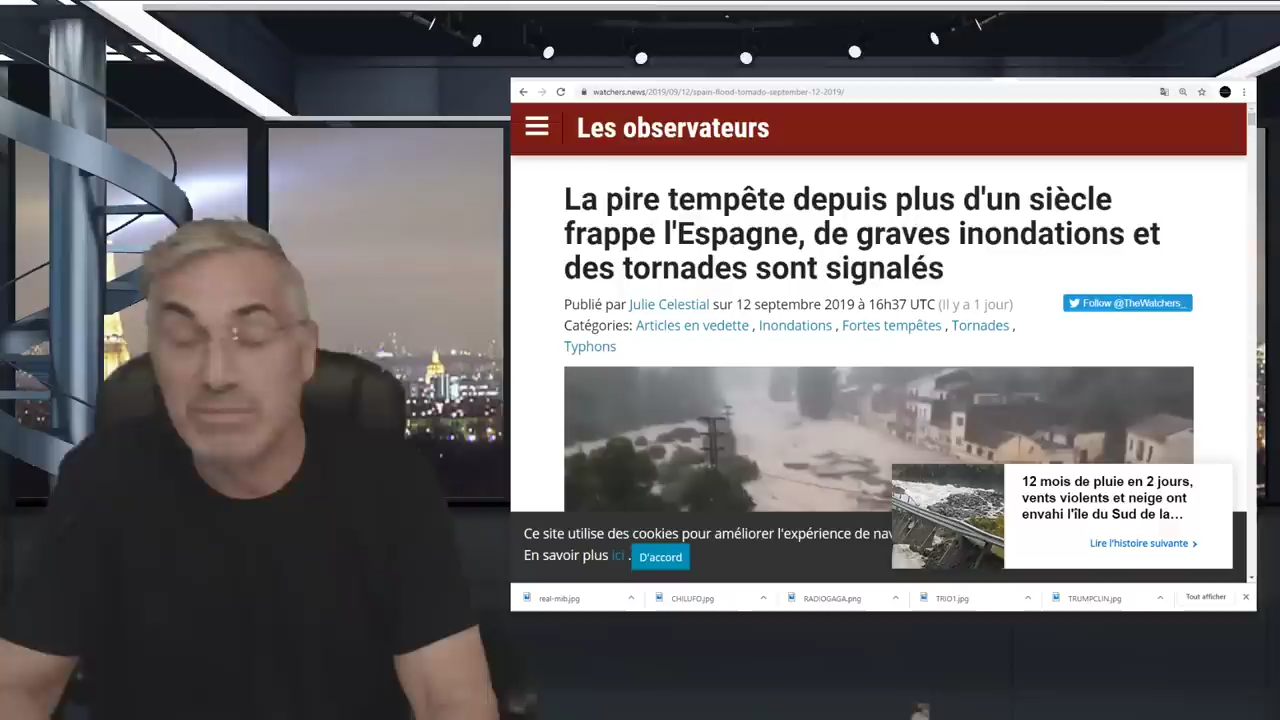 watchers.news/2019/09/12/spain-flood-tornado-september-12-2019/
Les observateurs
La pire tempête depuis plus d'un siècle
frappe l'Espagne, de graves inondations et
des tornades sont signalés
Publié par Julie Celestial sur 12 septembre 2019 à 16h37 UTC (Il y a 1 jour)
Follow @TheWatchers_
Catégories: Articles en vedette , Inondations , Fortes tempêtes , Tornades ,
Typhons
12 mois de pluie en 2 jours,
vents violents et neige ont
envahi l'île du Sud de la...
Lire l'histoire suivante >
Ce site utilise des cookies pour améliorer l'expérience de nav
En savoir plus ici . D'accord
real-mib.jpg
CHILUFO.jpg
RADIOGAGA.png
TRIO1.jpg
TRUMPCLIN.jpg
Tout afficher